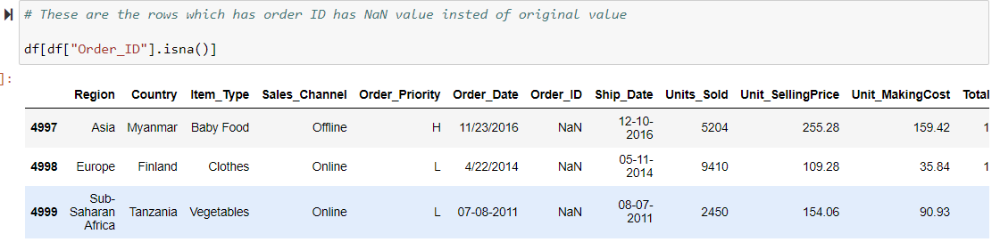 # These are the rows which has order ID has NaN value insted of original value
df[df["Order_ID"].isna()]
]:
Region Country Item_Type Sales_Channel Order_Priority Order_Date Order_ID Ship_Date Units_Sold Unit_SellingPrice Unit_MakingCost Total
4997 Asia Myanmar Baby Food Offline H 11/23/2016 NaN 12-10-2016 5204 255.28 159.42 1
4998 Europe Finland Clothes Online L 4/22/2014 NaN 05-11-2014 9410 109.28 35.84 1
4999 Sub-Saharan Africa Tanzania Vegetables Online L 07-08-2011 NaN 08-07-2011 2450 154.06 90.93